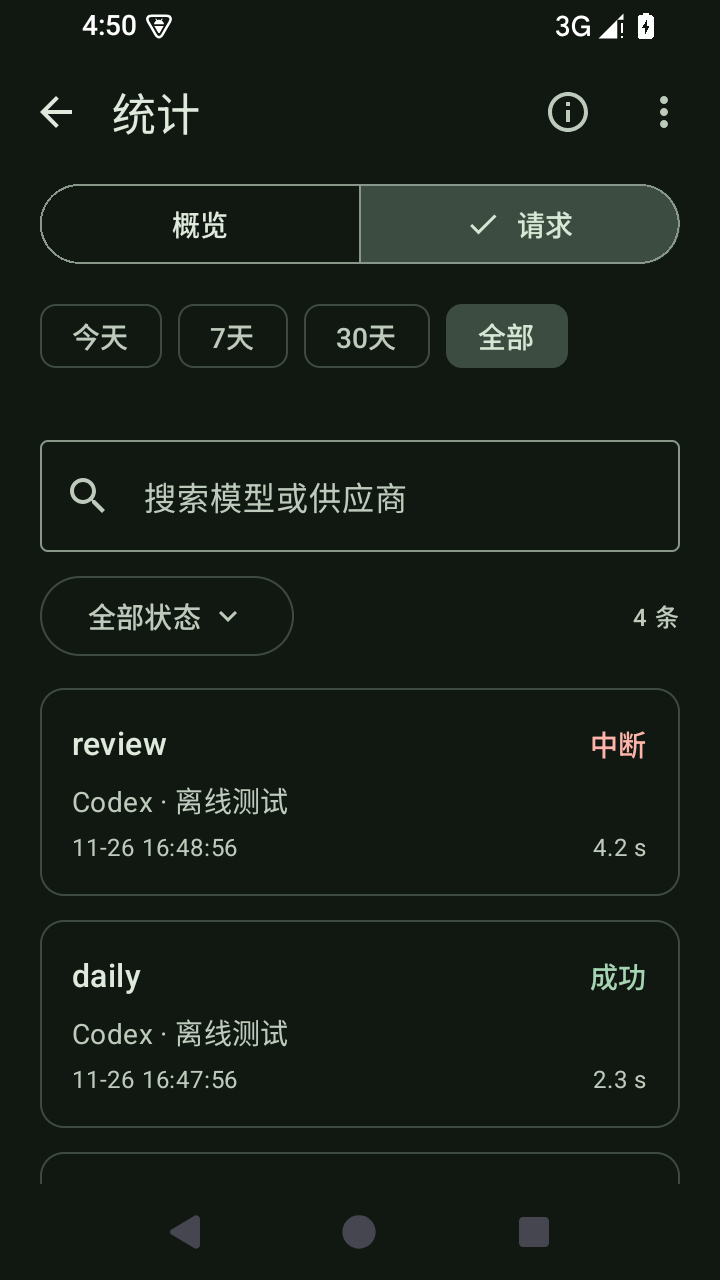 4:50 3G
统计
概览 请求
今天 7天 30天 全部
搜索模型或供应商
全部状态 4 条
review 中断
Codex · 离线测试
11-26 16:48:56 4.2 s
daily 成功
Codex · 离线测试
11-26 16:47:56 2.3 s